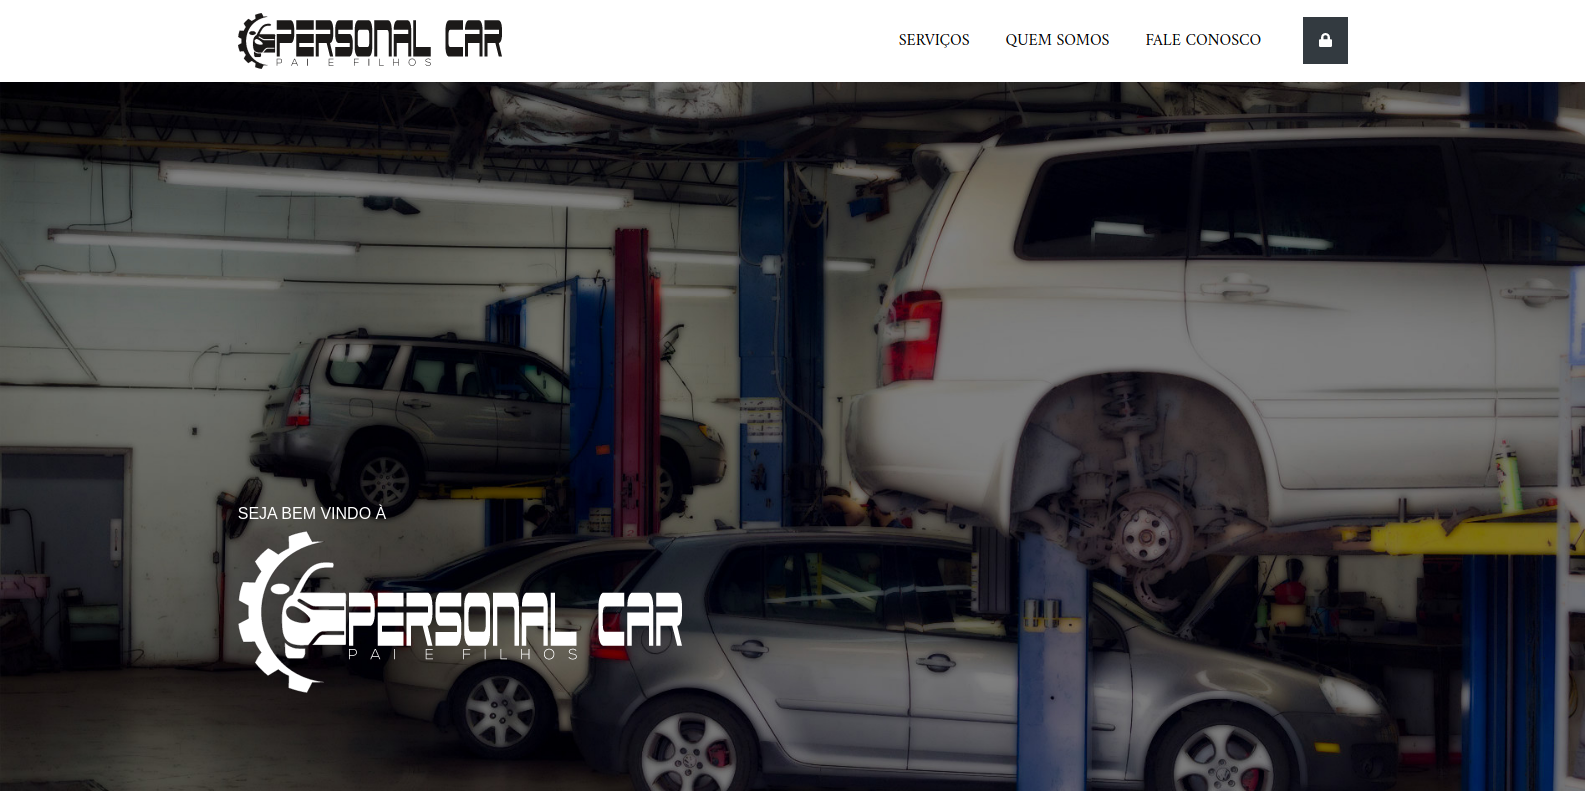 PERSONAL CAR
PAI E FILHOS
SERVIÇOS
QUEM SOMOS
FALE CONOSCO
SEJA BEM VINDO À
PERSONAL CAR
PAI E FILHOS